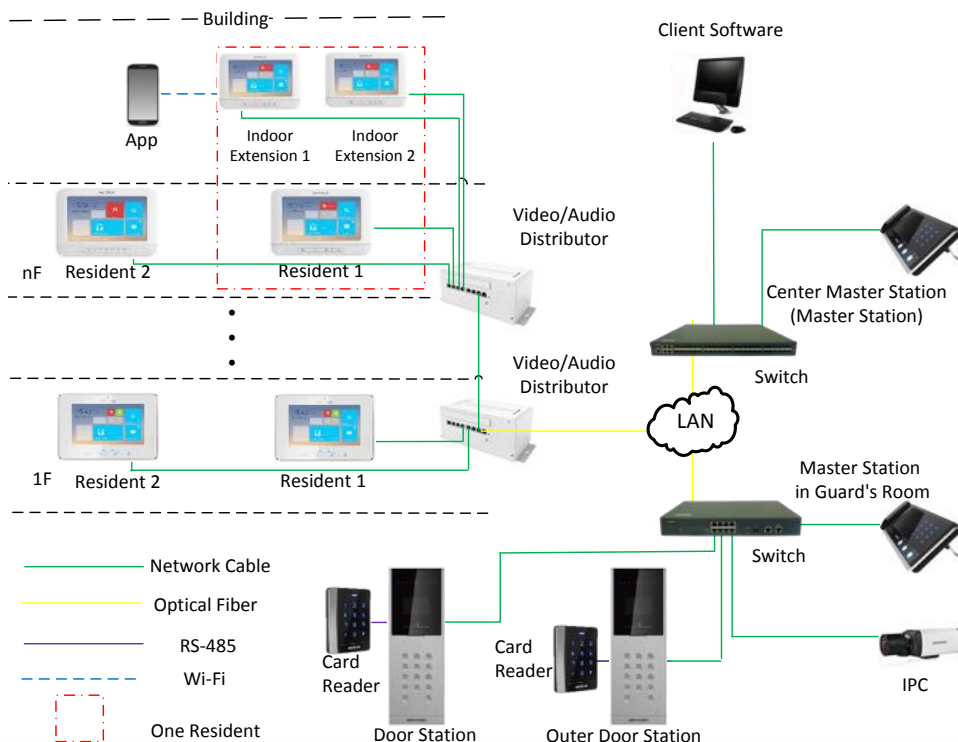 Building
Client Software
App
Indoor
Extension 1
Indoor
Extension 2
Video/Audio
Distributor
nF
Resident 2
Resident 1
Center Master Station
(Master Station)
Video/Audio
Distributor
Switch
LAN
1F
Resident 2
Resident 1
Master Station
in Guard's Room
Switch
Network Cable
Optical Fiber
RS-485
Wi-Fi
One Resident
Card
Reader
Door Station
Card
Reader
Outer Door Station
IPC